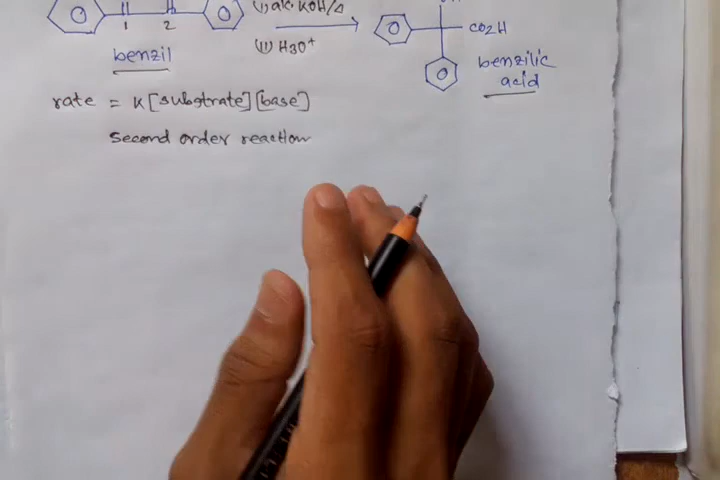 (i) alc. KOH/Δ
1 2
CO2H
benzil
(ii) H3O+
benzilic
acid
rate = K[substrate][base]
Second order reaction